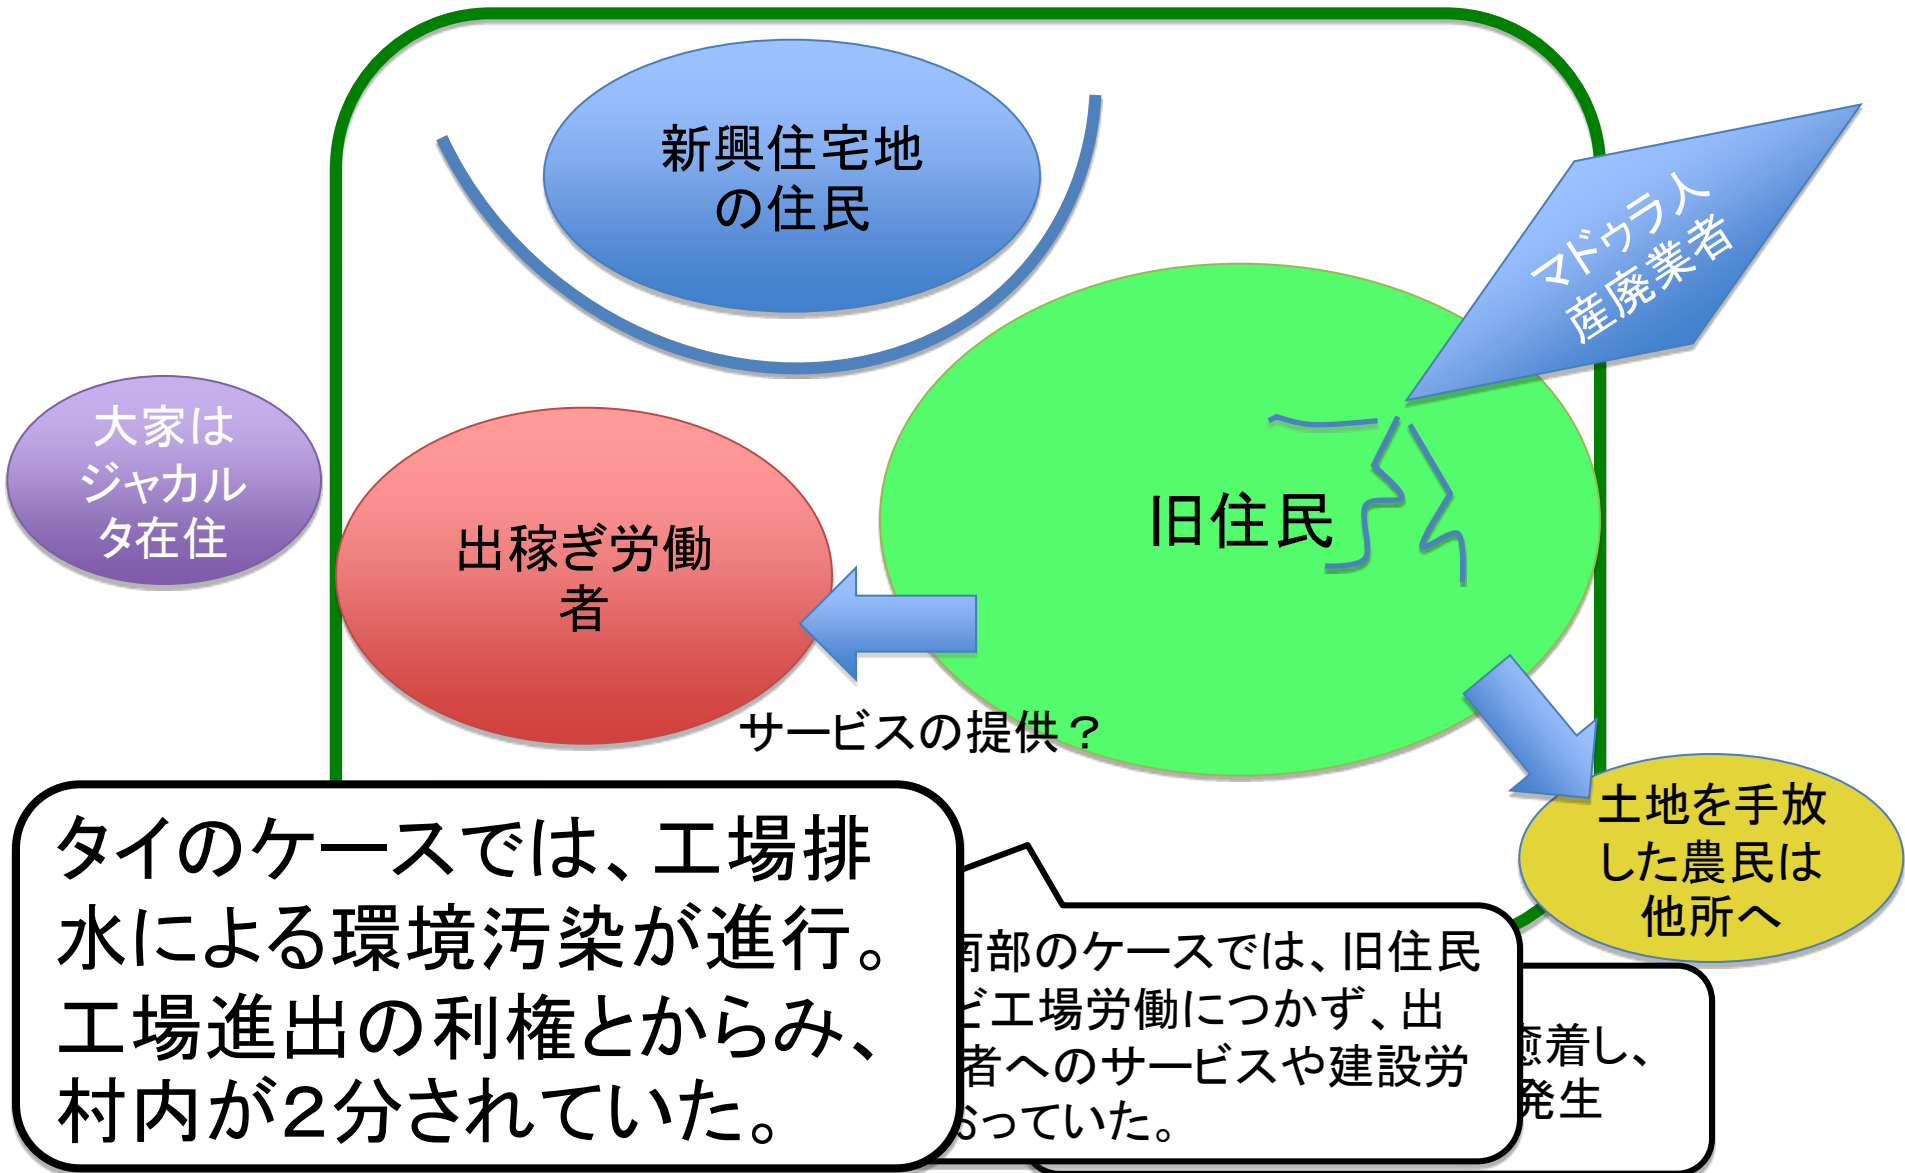 新興住宅地
の住民
マドゥラ人
産廃業者
大家は
ジャカル
タ在住
出稼ぎ労働
者
旧住民
サービスの提供？
土地を手放
した農民は
他所へ
タイのケースでは、工場排
水による環境汚染が進行。
工場進出の利権とからみ、
村内が２分されていた。
部のケースでは、旧住民
工場労働につかず、出
者へのサービスや建設労
っていた。
着し、
発生